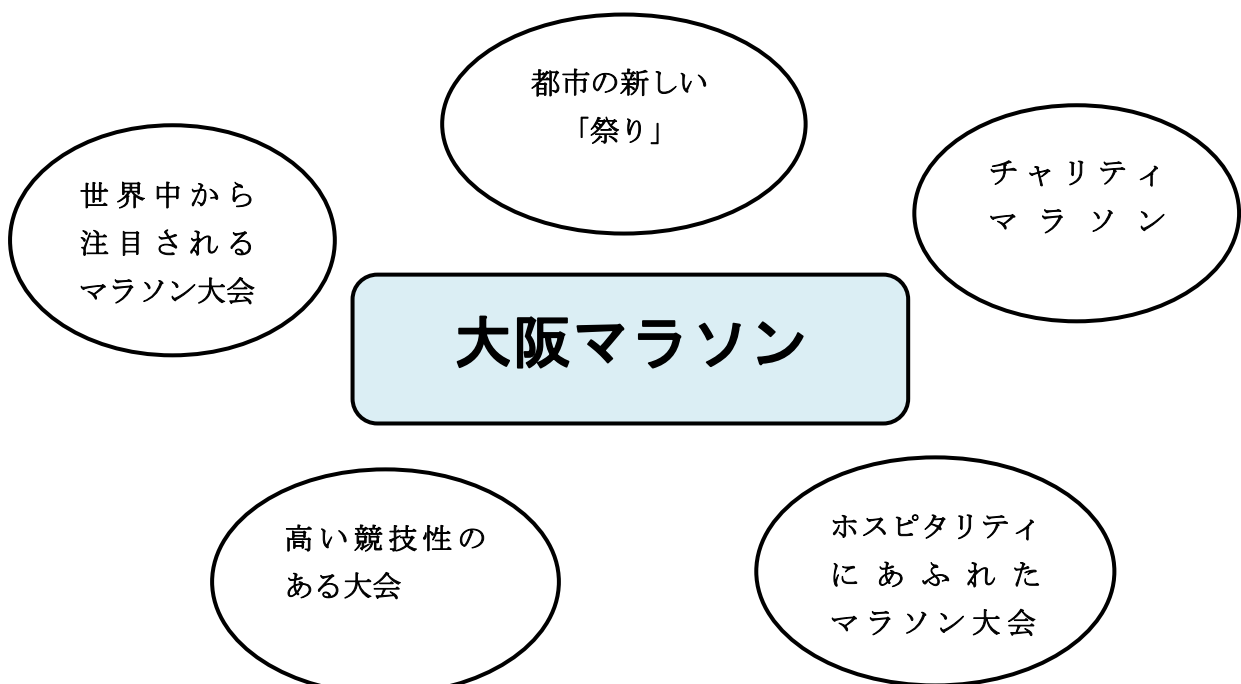 都市の新しい
「祭り」
世界中から
注目される
マラソン大会
チャリティ
マラソン
大阪マラソン
高い競技性の
ある大会
ホスピタリティ
にあふれた
マラソン大会